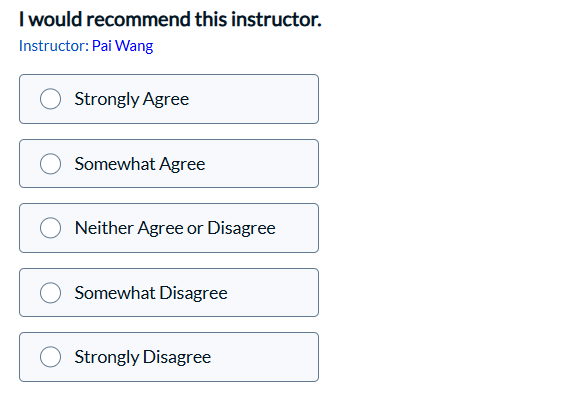 I would recommend this instructor.
Instructor: Pai Wang
Strongly Agree
Somewhat Agree
Neither Agree or Disagree
Somewhat Disagree
Strongly Disagree